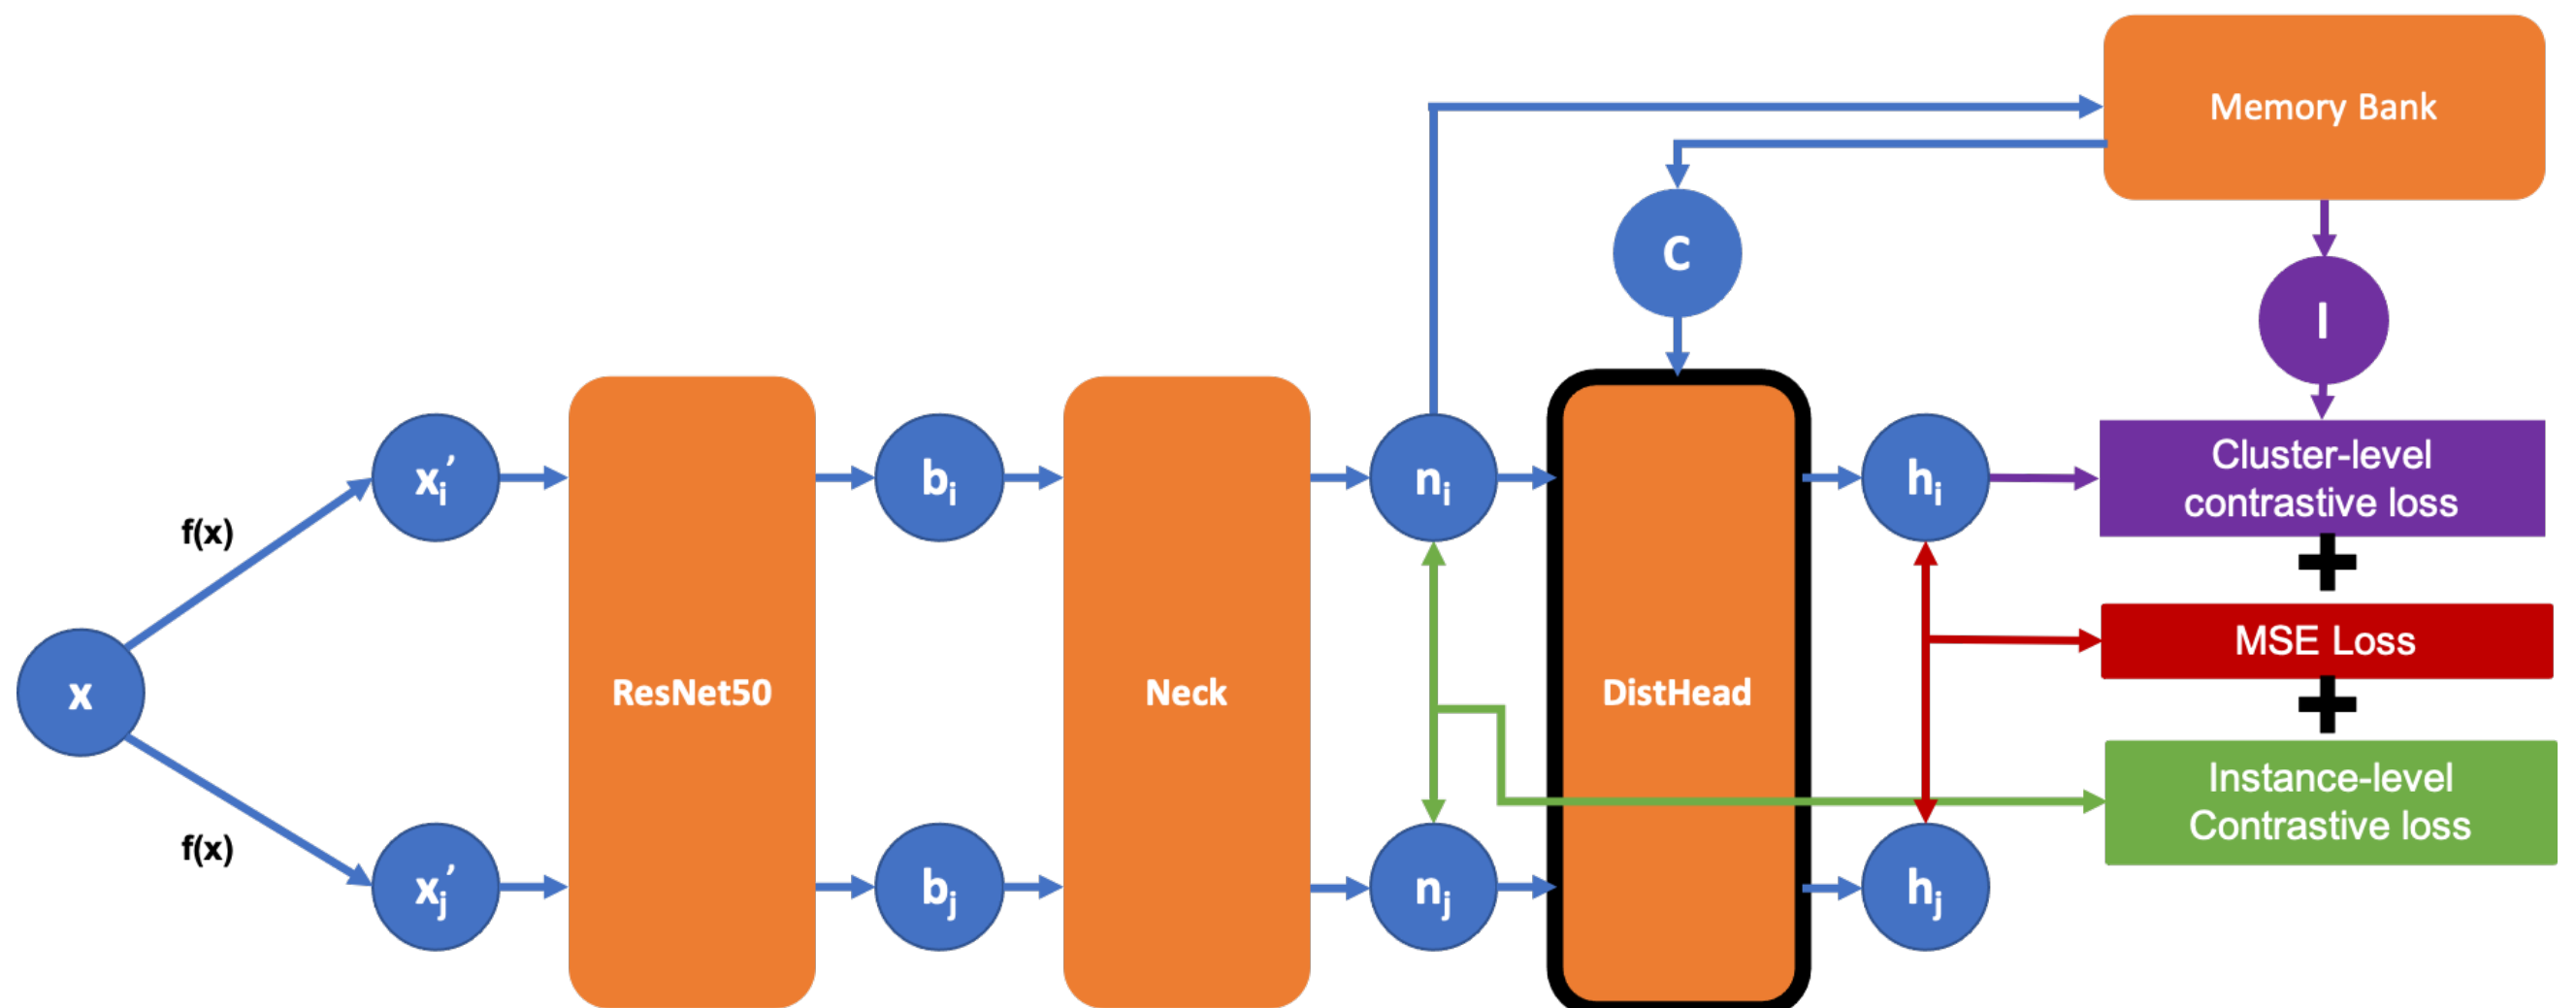 Memory Bank
C
I
x
f(x)
f(x)
xᵢ′
xⱼ′
ResNet50
bᵢ
bⱼ
Neck
nᵢ
nⱼ
DistHead
hᵢ
hⱼ
Cluster-level
contrastive loss
+
MSE Loss
+
Instance-level
Contrastive loss